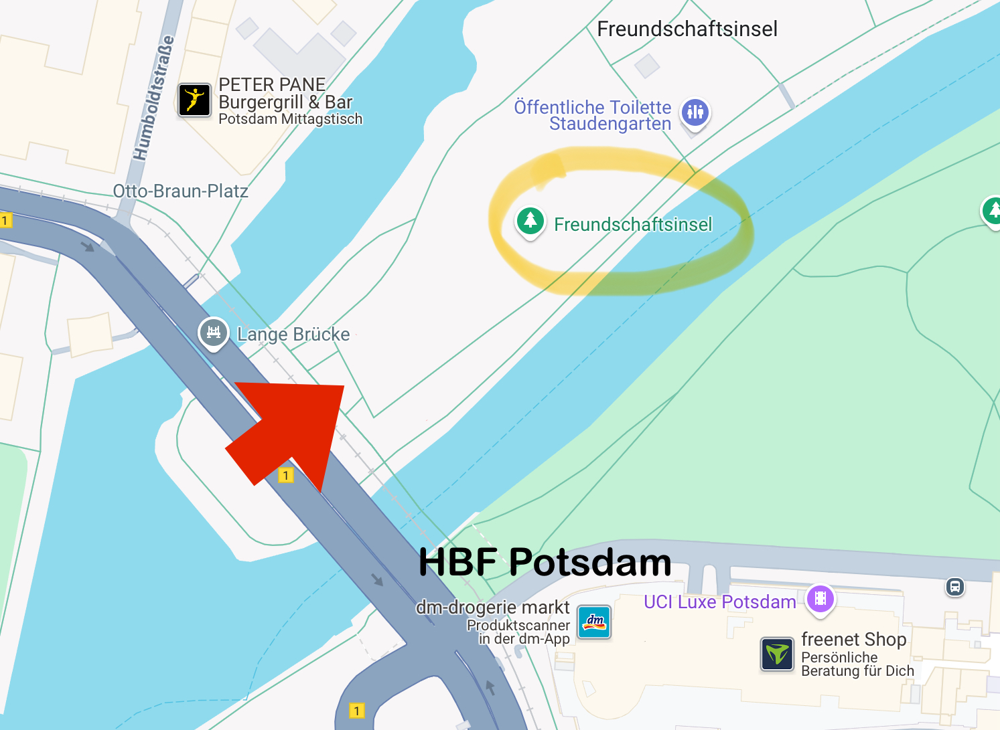 Freundschaftsinsel
Humboldtstraße
PETER PANE
Burgergrill & Bar
Potsdam Mittagstisch
Öffentliche Toilette
Staudengarten
Otto-Braun-Platz
1
Freundschaftsinsel
Lange Brücke
1
HBF Potsdam
UCI Luxe Potsdam
dm-drogerie markt
Produktscanner
in der dm-App
dm
freenet Shop
Persönliche
Beratung für Dich
1